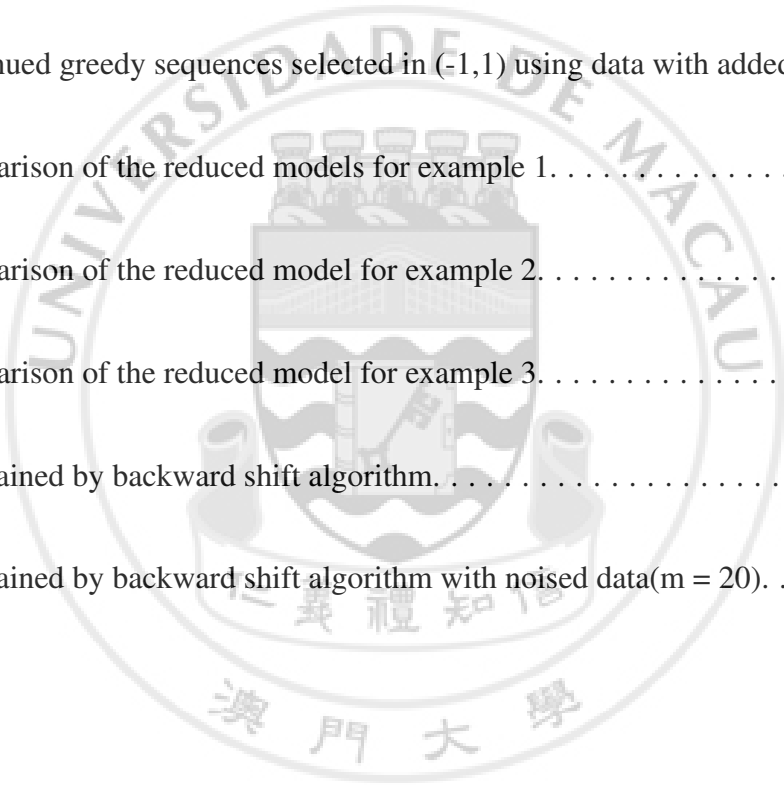 nued greedy sequences selected in (-1,1) using data with added
arison of the reduced models for example 1. . . . . . . . . . . . . .
arison of the reduced model for example 2. . . . . . . . . . . . . .
arison of the reduced model for example 3. . . . . . . . . . . . . .
ained by backward shift algorithm. . . . . . . . . . . . . . . . . . .
ained by backward shift algorithm with noised data(m = 20). .
UNIVERSIDADE DE MACAU
仁義禮知信
澳門大學